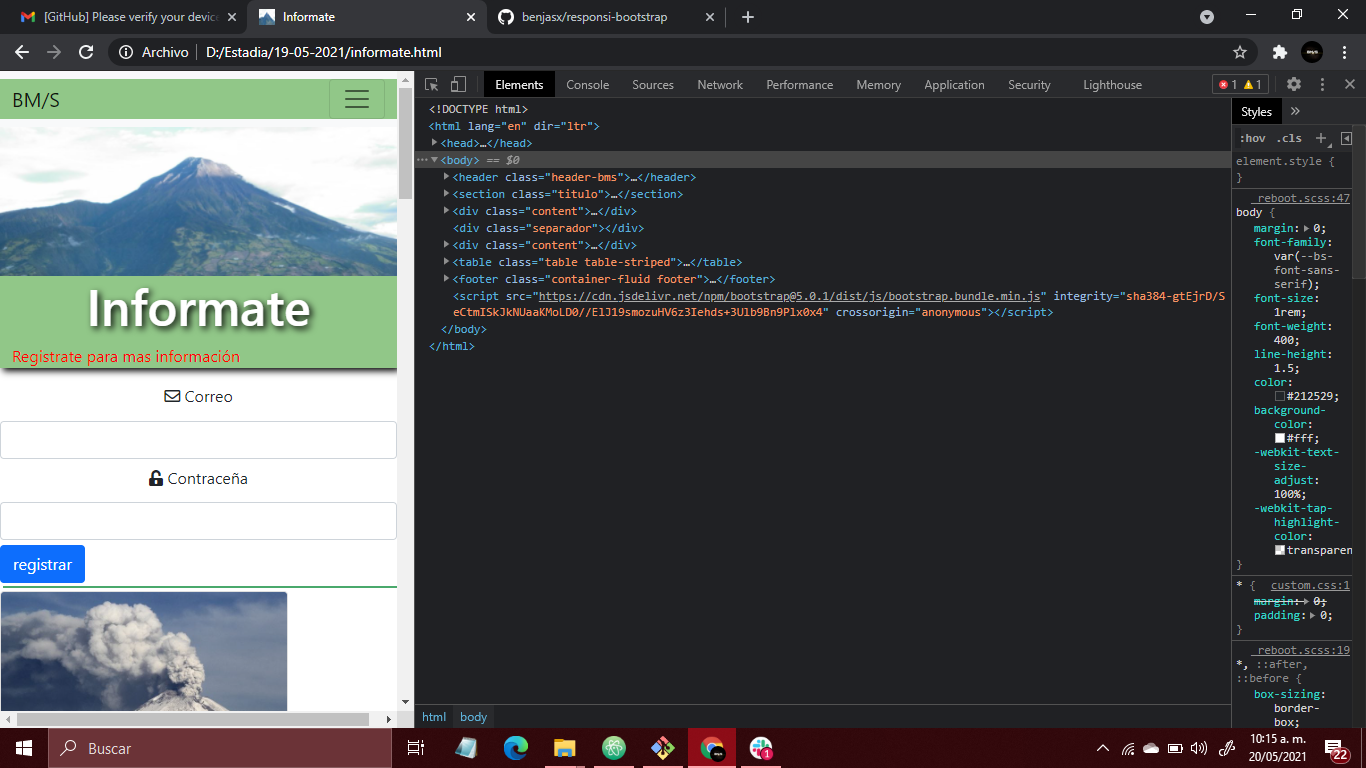 [GitHub] Please verify your device
Informate
benjasx/responsi-bootstrap
Archivo
D:/Estadia/19-05-2021/informate.html
BM/S
Informate
Registrate para mas información
Correo
Contraceña
registrar
Elements Console Sources Network Performance Memory Application Security Lighthouse
1 1
<!DOCTYPE html>
<html lang="en" dir="ltr">
<head>…</head>
<body> == $0
<header class="header-bms">…</header>
<section class="titulo">…</section>
<div class="content">…</div>
<div class="separador"></div>
<div class="content">…</div>
<table class="table table-striped">…</table>
<footer class="container-fluid footer">…</footer>
<script src="https://cdn.jsdelivr.net/npm/bootstrap@5.0.1/dist/js/bootstrap.bundle.min.js" integrity="sha384-gtEjrD/S
eCtmISkJkNUaaKMoLD0//ElJ19smozuHV6z3Iehds+3Ulb9Bn9Plx0x4" crossorigin="anonymous"></script>
</body>
</html>
html body
Styles
:hov .cls
element.style {
}
_reboot.scss:47
body {
margin: 0;
font-family:
var(--bs-
font-sans-
serif);
font-size:
1rem;
font-weight:
400;
line-height:
1.5;
color:
#212529;
background-
color:
#fff;
-webkit-text-
size-
adjust:
100%;
-webkit-tap-
highlight-
color:
transparen
}
* { custom.css:1
margin: 0;
padding: 0;
}
_reboot.scss:19
*, ::after,
::before {
box-sizing:
border-
box;
Buscar
1
10:15 a. m.
20/05/2021
22